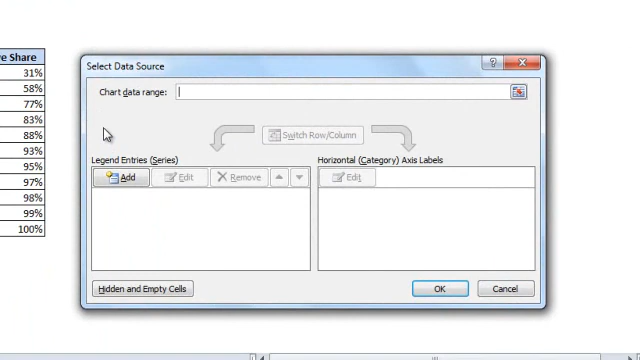 ve Share
31%
58%
77%
83%
88%
93%
95%
97%
98%
99%
100%
Select Data Source
?
Chart data range:
Switch Row/Column
Legend Entries (Series)
Horizontal (Category) Axis Labels
Add
Edit
Remove
Edit
Hidden and Empty Cells
OK
Cancel